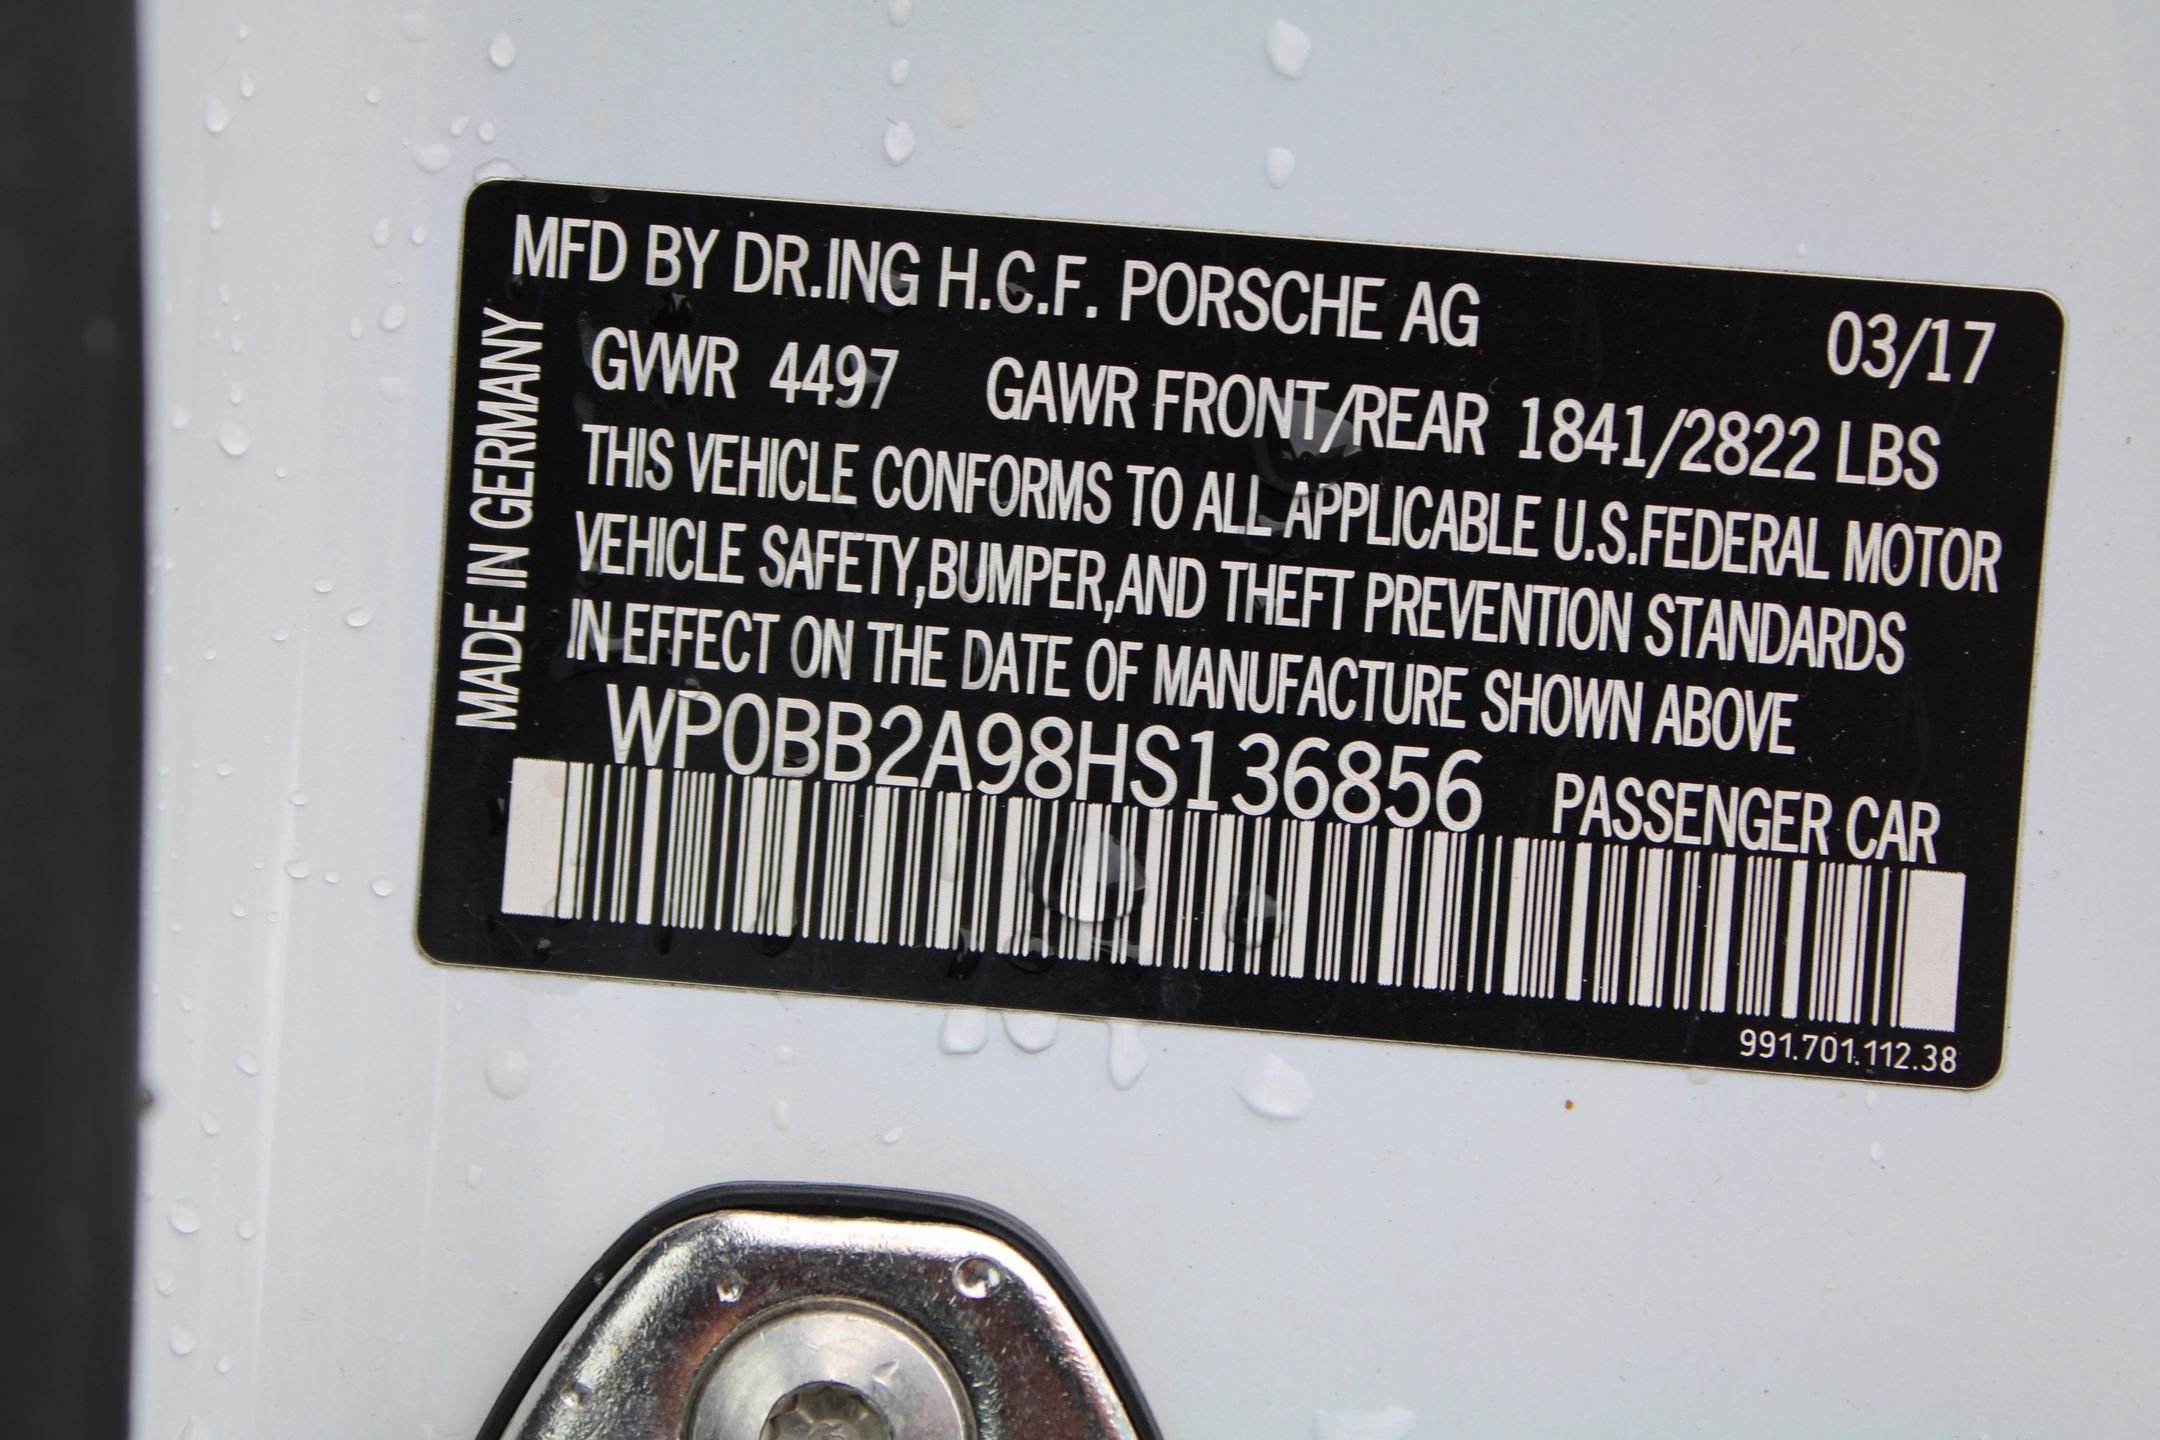 MFD BY DR.ING H.C.F. PORSCHE AG
03/17
GVWR 4497 GAWR FRONT/REAR 1841/2822 LBS
THIS VEHICLE CONFORMS TO ALL APPLICABLE U.S.FEDERAL MOTOR
VEHICLE SAFETY,BUMPER,AND THEFT PREVENTION STANDARDS
IN EFFECT ON THE DATE OF MANUFACTURE SHOWN ABOVE
WP0BB2A98HS136856
PASSENGER CAR
991.701.112.38
MADE IN GERMANY